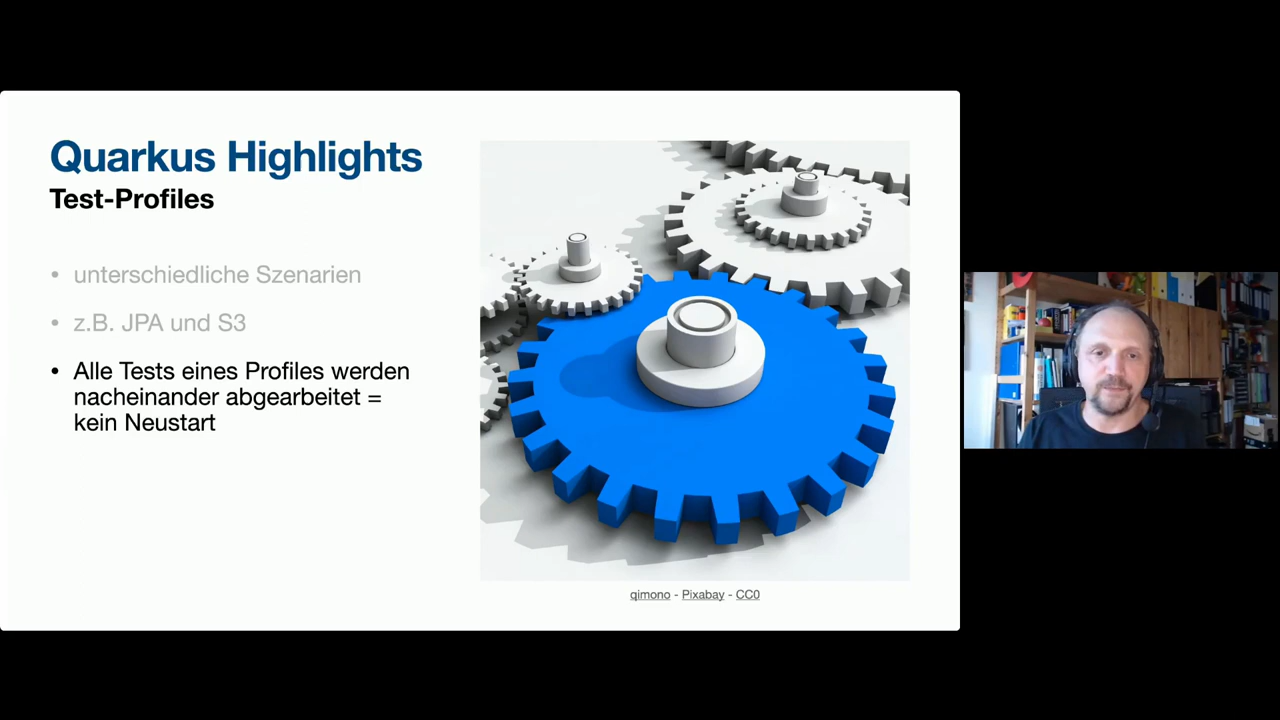 Quarkus Highlights
Test-Profiles
• unterschiedliche Szenarien
• z.B. JPA und S3
• Alle Tests eines Profiles werden
nacheinander abgearbeitet =
kein Neustart
qimono - Pixabay - CC0